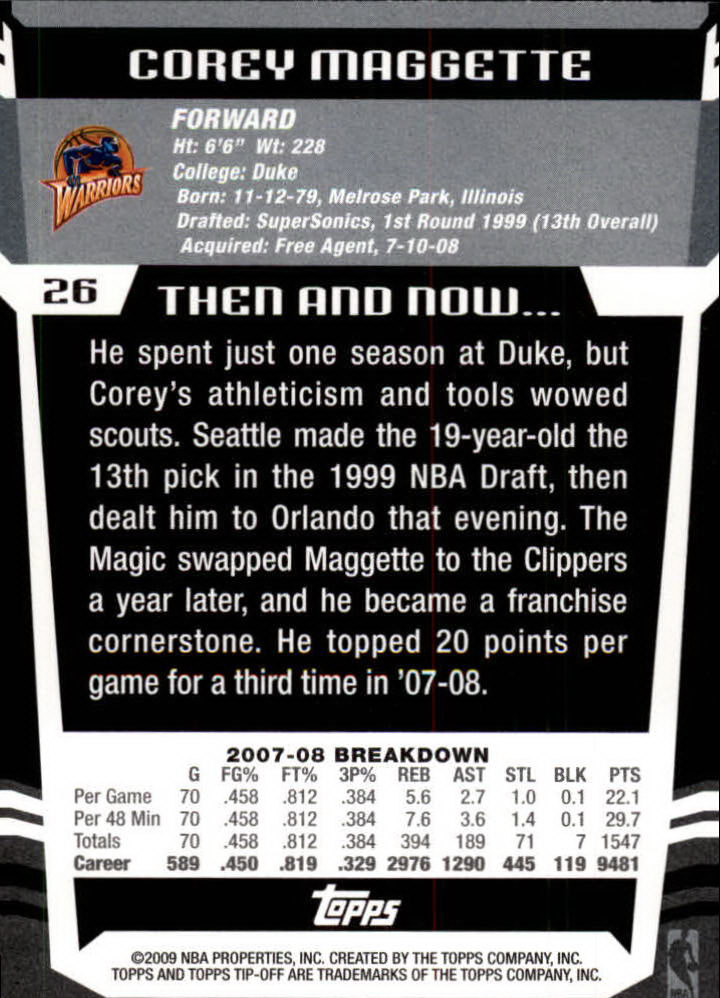 COREY MAGGETTE
FORWARD
Ht: 6'6" Wt: 228
College: Duke
Born: 11-12-79, Melrose Park, Illinois
Drafted: SuperSonics, 1st Round 1999 (13th Overall)
Acquired: Free Agent, 7-10-08
WARRIORS
26
THEN AND NOW...
He spent just one season at Duke, but
Corey's athleticism and tools wowed
scouts. Seattle made the 19-year-old the
13th pick in the 1999 NBA Draft, then
dealt him to Orlando that evening. The
Magic swapped Maggette to the Clippers
a year later, and he became a franchise
cornerstone. He topped 20 points per
game for a third time in '07-08.
2007-08 BREAKDOWN
G FG% FT% 3P% REB AST STL BLK PTS
Per Game 70 .458 .812 .384 5.6 2.7 1.0 0.1 22.1
Per 48 Min 70 .458 .812 .384 7.6 3.6 1.4 0.1 29.7
Totals 70 .458 .812 .384 394 189 71 7 1547
Career 589 .450 .819 .329 2976 1290 445 119 9481
topps
©2009 NBA PROPERTIES, INC. CREATED BY THE TOPPS COMPANY, INC.
TOPPS AND TOPPS TIP-OFF ARE TRADEMARKS OF THE TOPPS COMPANY, INC.
NBA